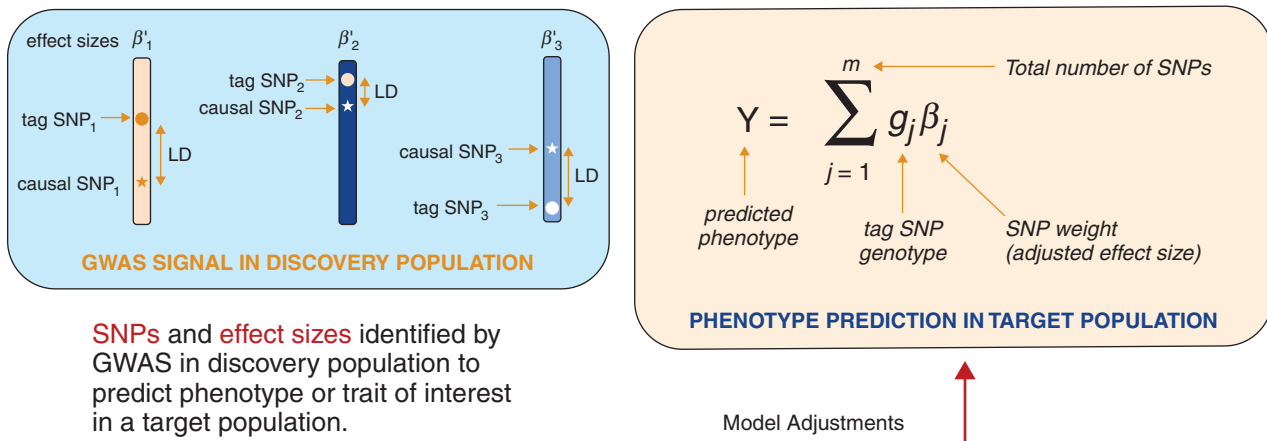 effect sizes β'₁ β'₂ β'₃
tag SNP₁
causal SNP₁
LD
tag SNP₂
causal SNP₂
LD
causal SNP₃
tag SNP₃
LD
GWAS SIGNAL IN DISCOVERY POPULATION
SNPs and effect sizes identified by
GWAS in discovery population to
predict phenotype or trait of interest
in a target population.
m
Total number of SNPs
Y = ∑ gⱼβⱼ
j = 1
predicted
phenotype
tag SNP
genotype
SNP weight
(adjusted effect size)
PHENOTYPE PREDICTION IN TARGET POPULATION
Model Adjustments